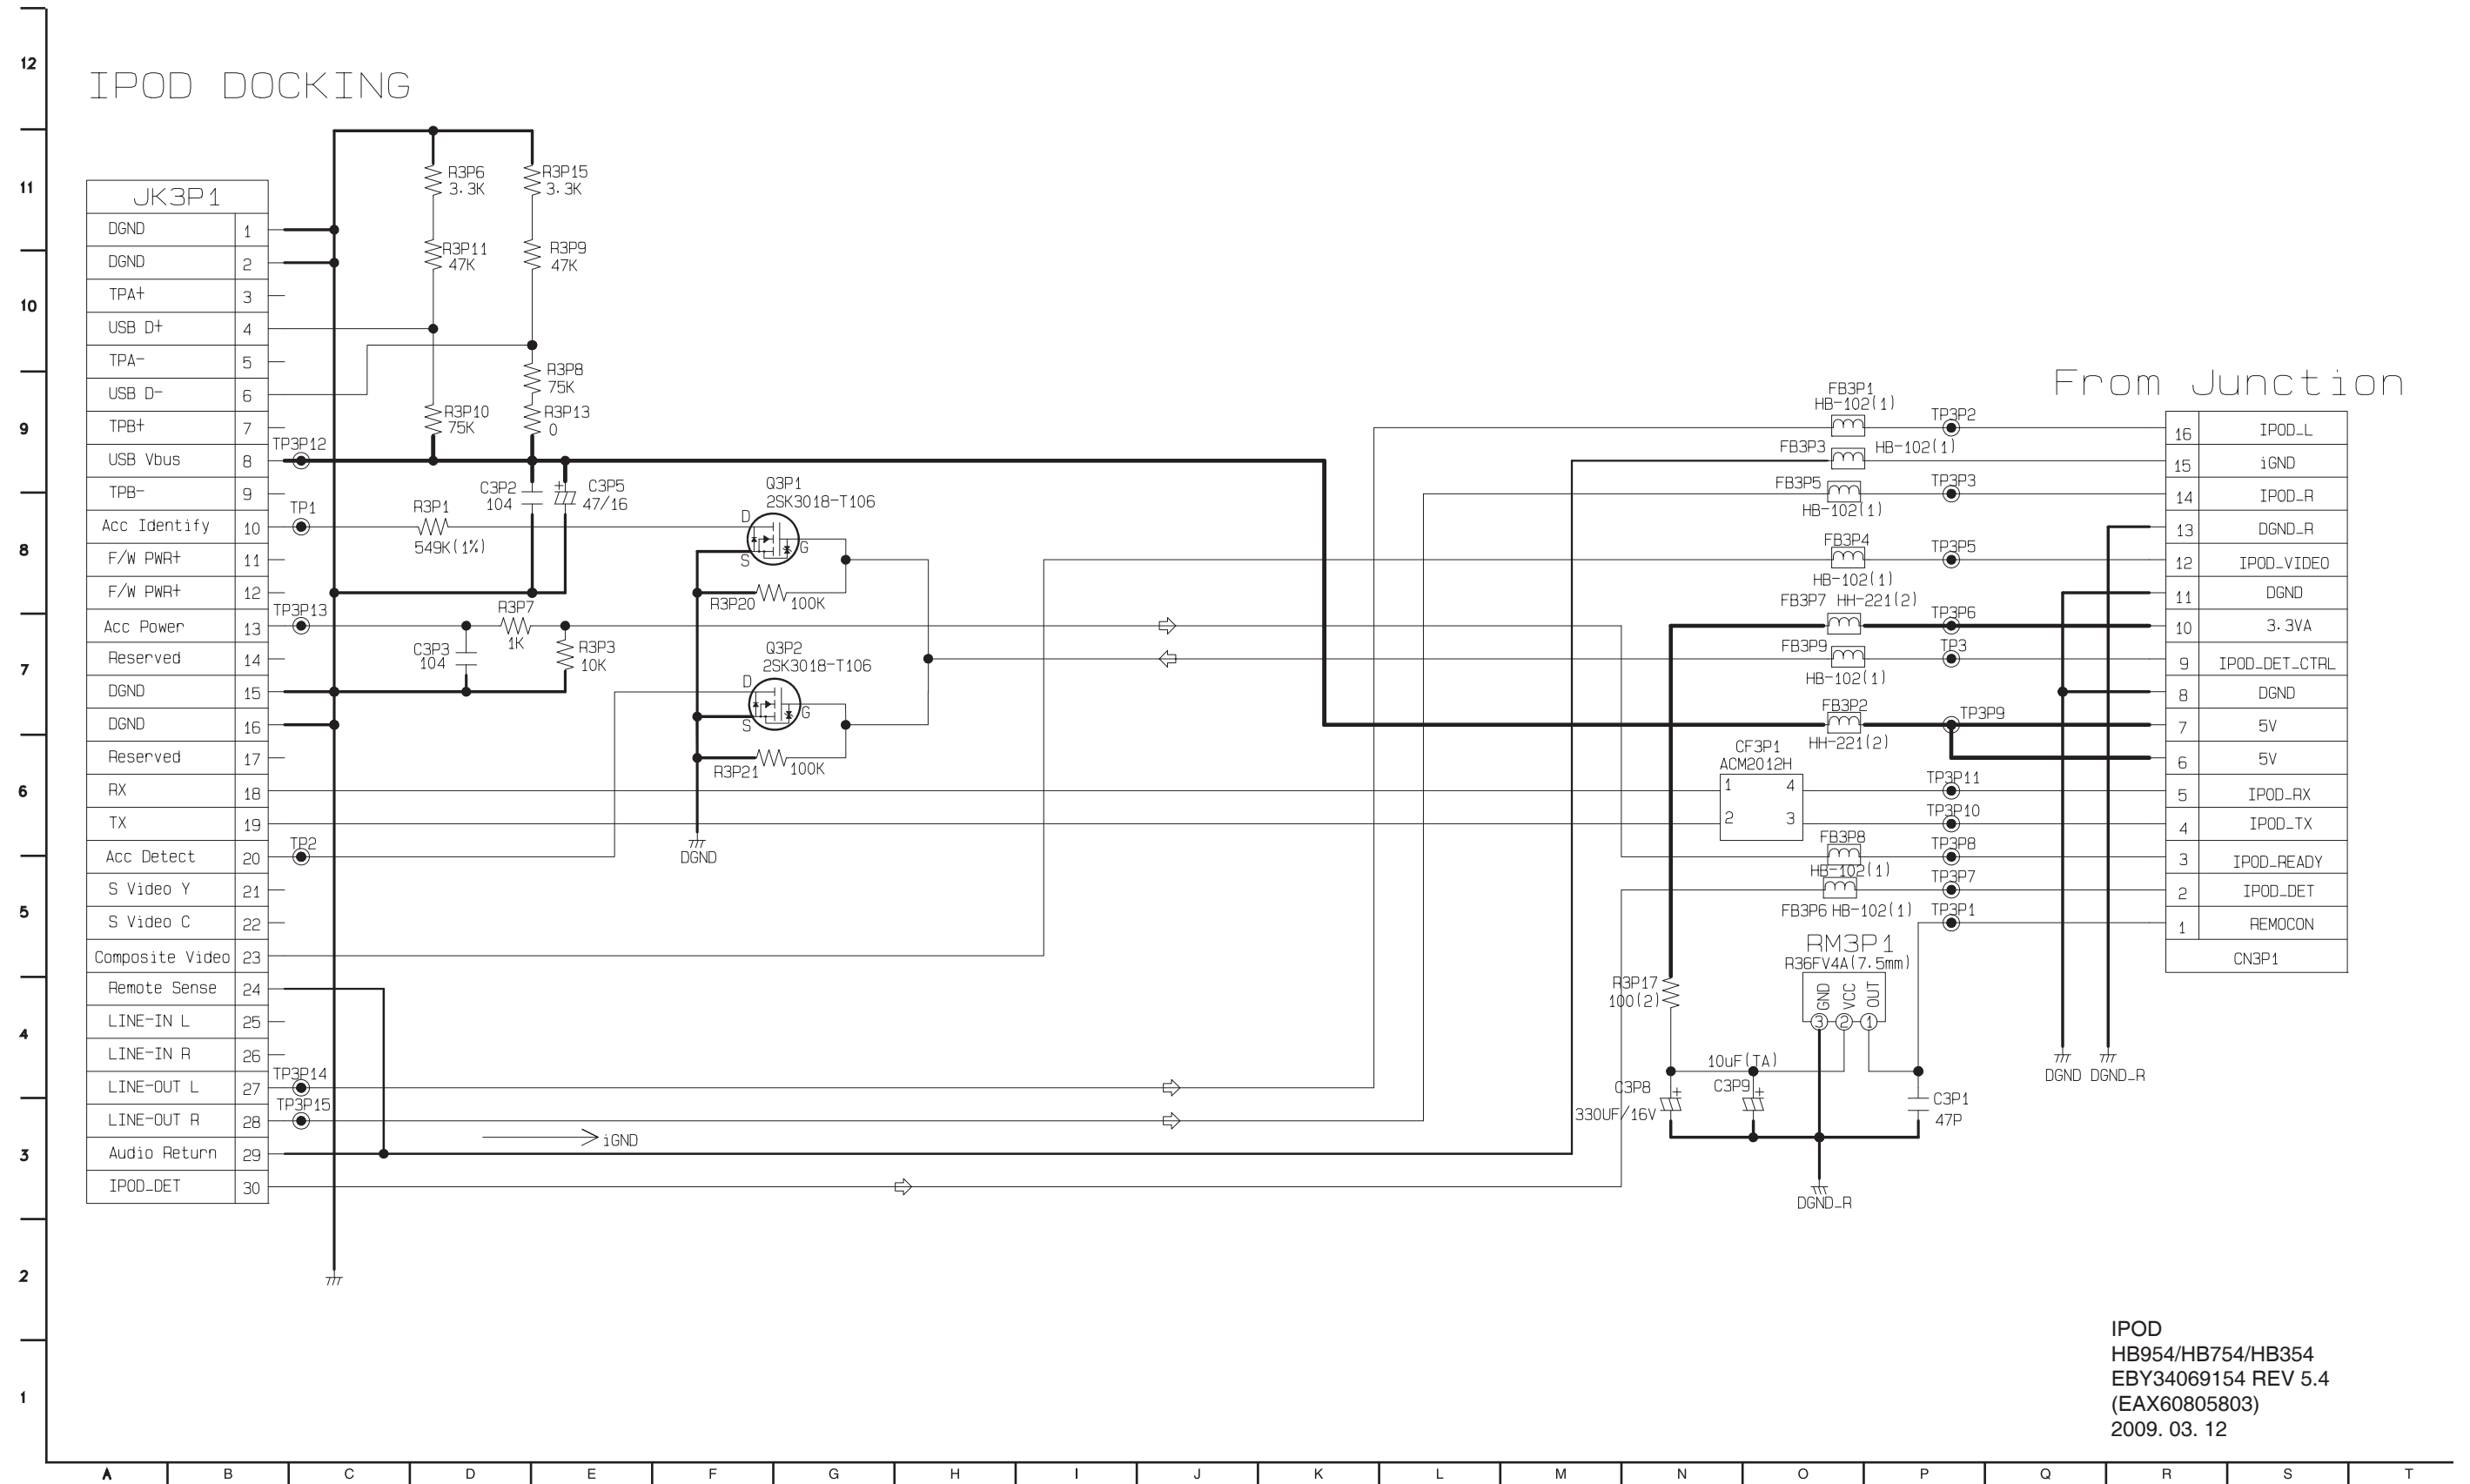 12
IPOD DOCKING
11
10
9
8
7
6
5
4
3
2
1
JK3P1
DGND 1
DGND 2
TPA+ 3
USB D+ 4
TPA- 5
USB D- 6
TPB+ 7
USB Vbus 8
TPB- 9
Acc Identify 10
F/W PWR+ 11
F/W PWR+ 12
Acc Power 13
Reserved 14
DGND 15
DGND 16
Reserved 17
RX 18
TX 19
Acc Detect 20
S Video Y 21
S Video C 22
Composite Video 23
Remote Sense 24
LINE-IN L 25
LINE-IN R 26
LINE-OUT L 27
LINE-OUT R 28
Audio Return 29
IPOD_DET 30
R3P6
3.3K
R3P15
3.3K
R3P11
47K
R3P9
47K
R3P8
75K
R3P10
75K
R3P13
0
TP3P12
TP1
R3P1
549K(1%)
C3P2
104
C3P5
+
47/16
Q3P1
2SK3018-T106
D
S
G
R3P20
100K
TP3P13
R3P7
1K
C3P3
104
R3P3
10K
Q3P2
2SK3018-T106
D
S
G
R3P21
100K
DGND
TP2
TP3P14
TP3P15
iGND
From Junction
FB3P1
HB-102(1)
TP3P2
FB3P3
HB-102(1)
FB3P5
HB-102(1)
TP3P3
FB3P4
HB-102(1)
TP3P5
FB3P7 HH-221(2)
TP3P6
FB3P9
HB-102(1)
TP3
FB3P2
HH-221(2)
TP3P9
CF3P1
ACM2012H
1 4
2 3
TP3P11
TP3P10
FB3P8
HB-102(1)
TP3P8
TP3P7
FB3P6 HB-102(1)
TP3P1
RM3P1
R36FV4A(7.5mm)
GND
VCC
OUT
3 2 1
R3P17
100(2)
10uF(TA)
C3P8
+
330UF/16V
C3P9
+
C3P1
47P
DGND_R
DGND DGND_R
16 IPOD_L
15 iGND
14 IPOD_R
13 DGND_R
12 IPOD_VIDEO
11 DGND
10 3.3VA
9 IPOD_DET_CTRL
8 DGND
7 5V
6 5V
5 IPOD_RX
4 IPOD_TX
3 IPOD_READY
2 IPOD_DET
1 REMOCON
CN3P1
IPOD
HB954/HB754/HB354
EBY34069154 REV 5.4
(EAX60805803)
2009. 03. 12
A B C D E F G H I J K L M N O P Q R S T